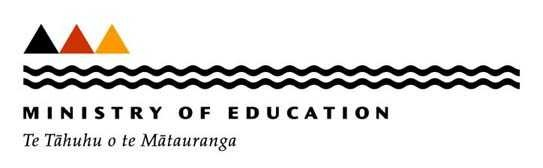 MINISTRY OF EDUCATION
Te Tāhuhu o te Mātauranga